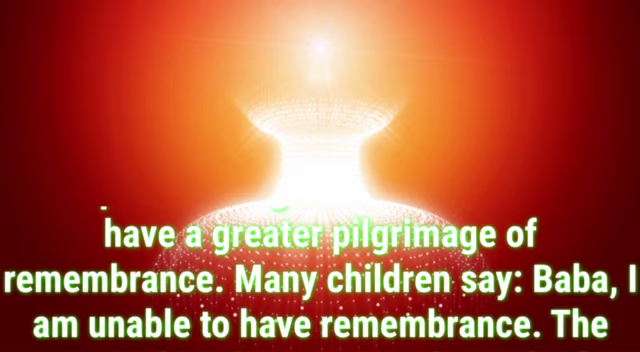 have a greater pilgrimage of
remembrance. Many children say: Baba, I
am unable to have remembrance. The